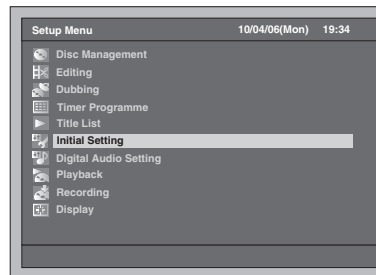 Setup Menu 10/04/06(Mon) 19:34
Disc Management
Editing
Dubbing
Timer Programme
Title List
Initial Setting
Digital Audio Setting
Playback
Recording
Display